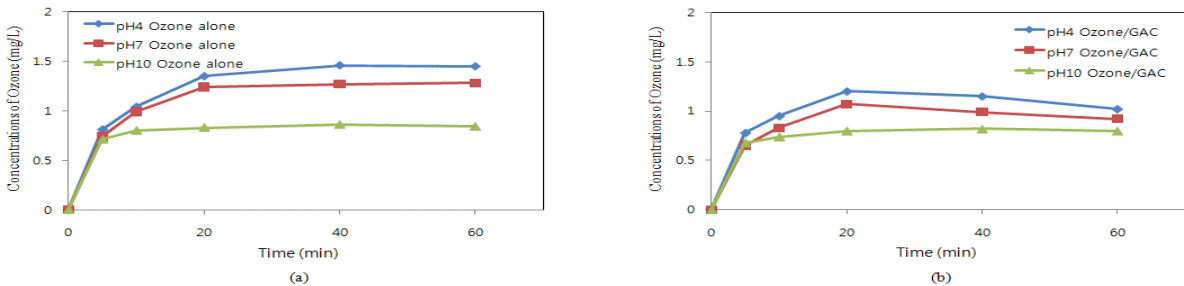 Concentrations of Ozone (mg/L)
2
1.5
1
0.5
0
pH4 Ozone alone
pH7 Ozone alone
pH10 Ozone alone
0
20
40
60
Time (min)
(a)
Concentrations of Ozone (mg/L)
2
1.5
1
0.5
0
pH4 Ozone/GAC
pH7 Ozone/GAC
pH10 Ozone/GAC
0
20
40
60
Time (min)
(b)